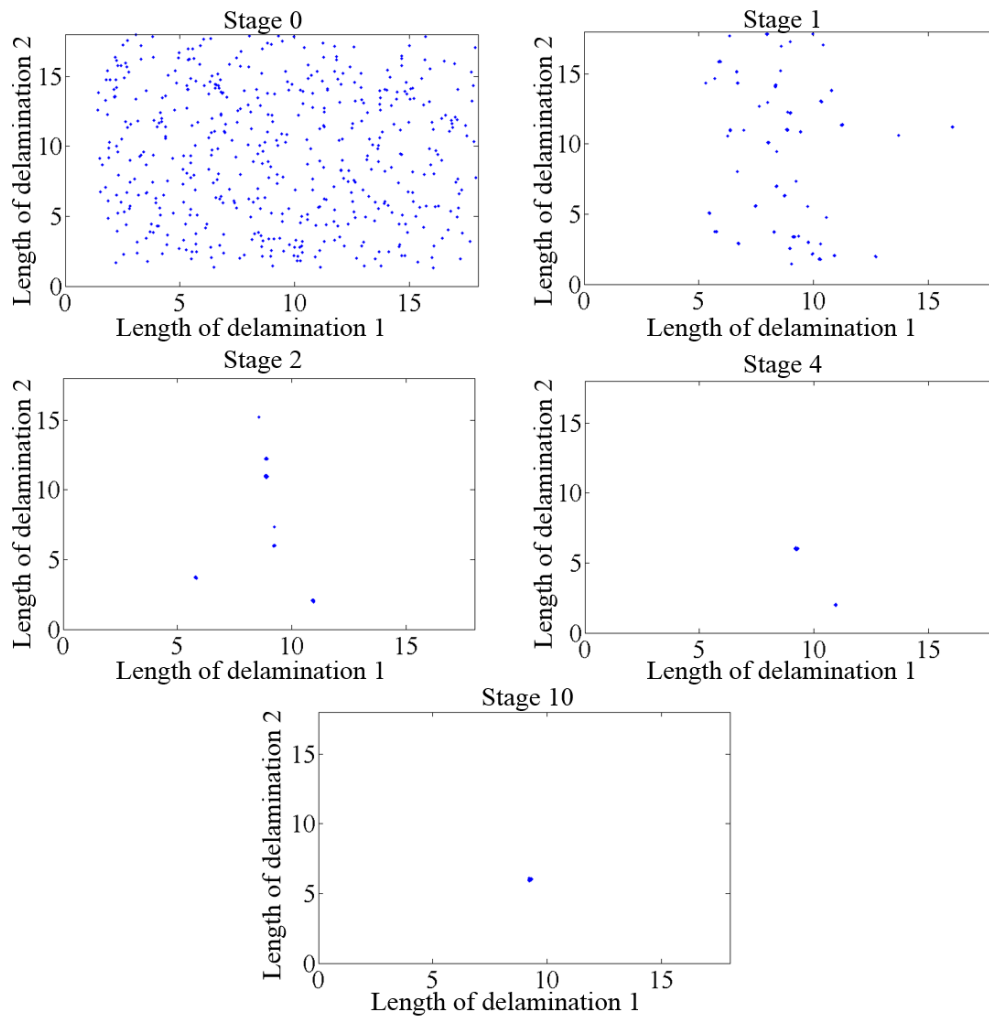 Stage 0
Length of delamination 2
15
10
5
0
0 5 10 15
Length of delamination 1
Stage 1
Length of delamination 2
15
10
5
0
0 5 10 15
Length of delamination 1
Stage 2
Length of delamination 2
15
10
5
0
0 5 10 15
Length of delamination 1
Stage 4
Length of delamination 2
15
10
5
0
0 5 10 15
Length of delamination 1
Stage 10
Length of delamination 2
15
10
5
0
0 5 10 15
Length of delamination 1